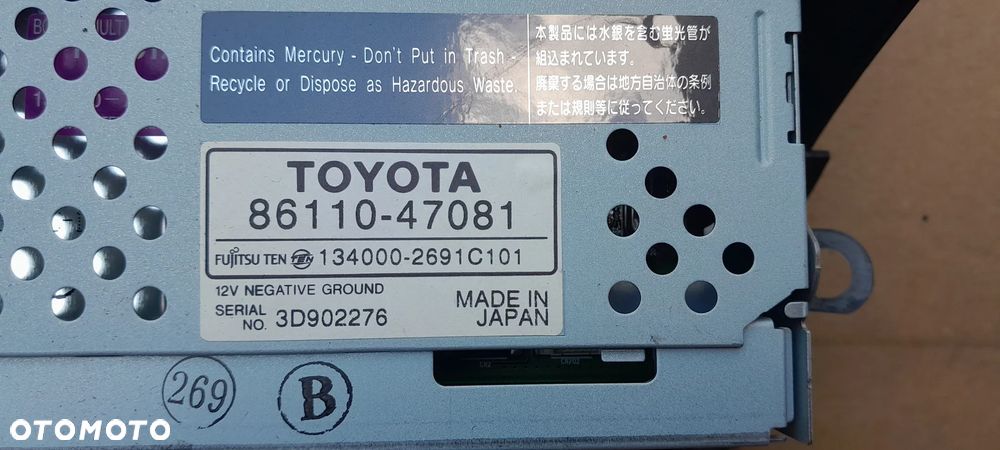 Contains Mercury - Don't Put in Trash -
Recycle or Dispose as Hazardous Waste.
本製品には水銀を含む蛍光管が
組込まれています。
廃棄する場合は地方自治体の条例
または規則等に従ってください。
TOYOTA
86110-47081
FUJITSU TEN TEN 134000-2691C101
12V NEGATIVE GROUND
SERIAL NO. 3D902276
MADE IN
JAPAN
269
B
OTOMOTO